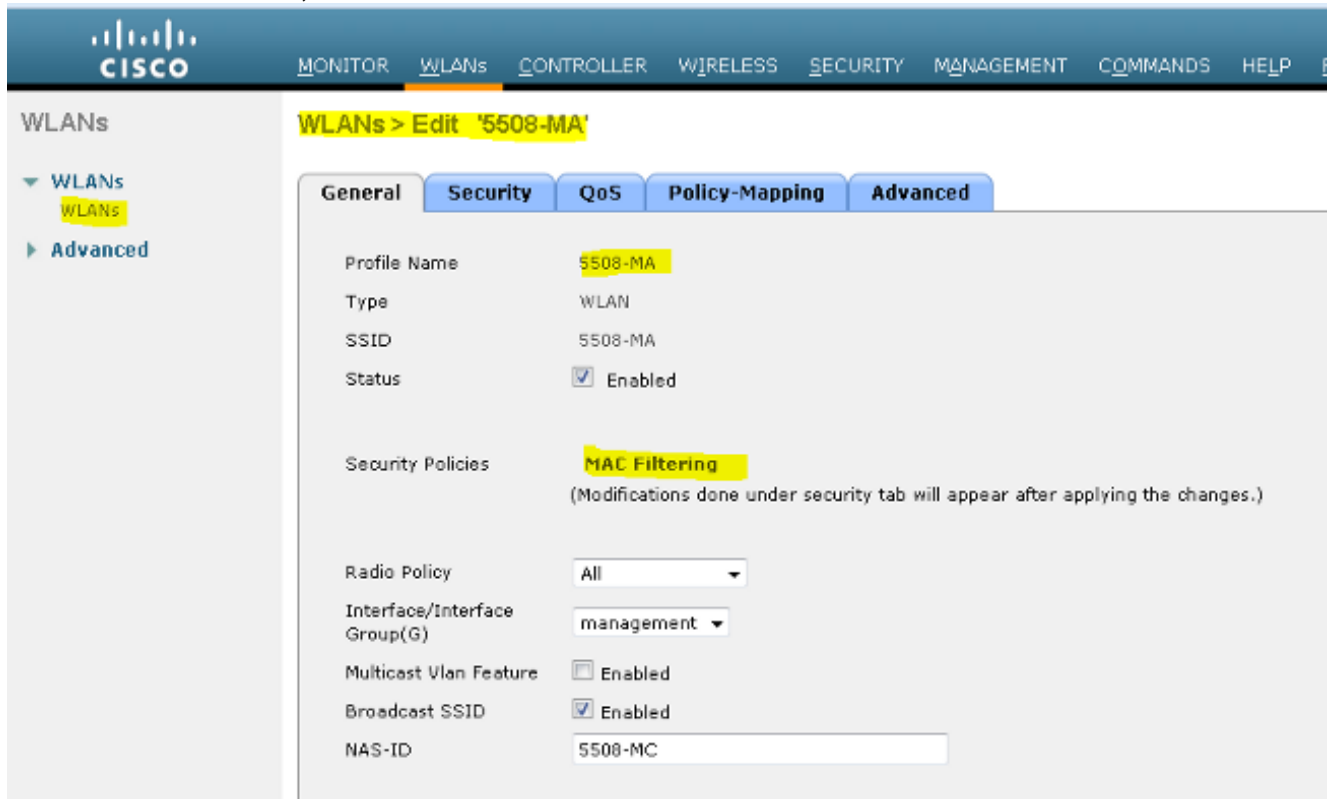 CISCO
MONITOR WLANs CONTROLLER WIRELESS SECURITY MANAGEMENT COMMANDS HELP
WLANs
WLANs > Edit '5508-MA'
WLANs
WLANs
Advanced
General Security QoS Policy-Mapping Advanced
Profile Name 5508-MA
Type WLAN
SSID 5508-MA
Status Enabled
Security Policies MAC Filtering
(Modifications done under security tab will appear after applying the changes.)
Radio Policy All
Interface/Interface
Group(G) management
Multicast Vlan Feature Enabled
Broadcast SSID Enabled
NAS-ID 5508-MC